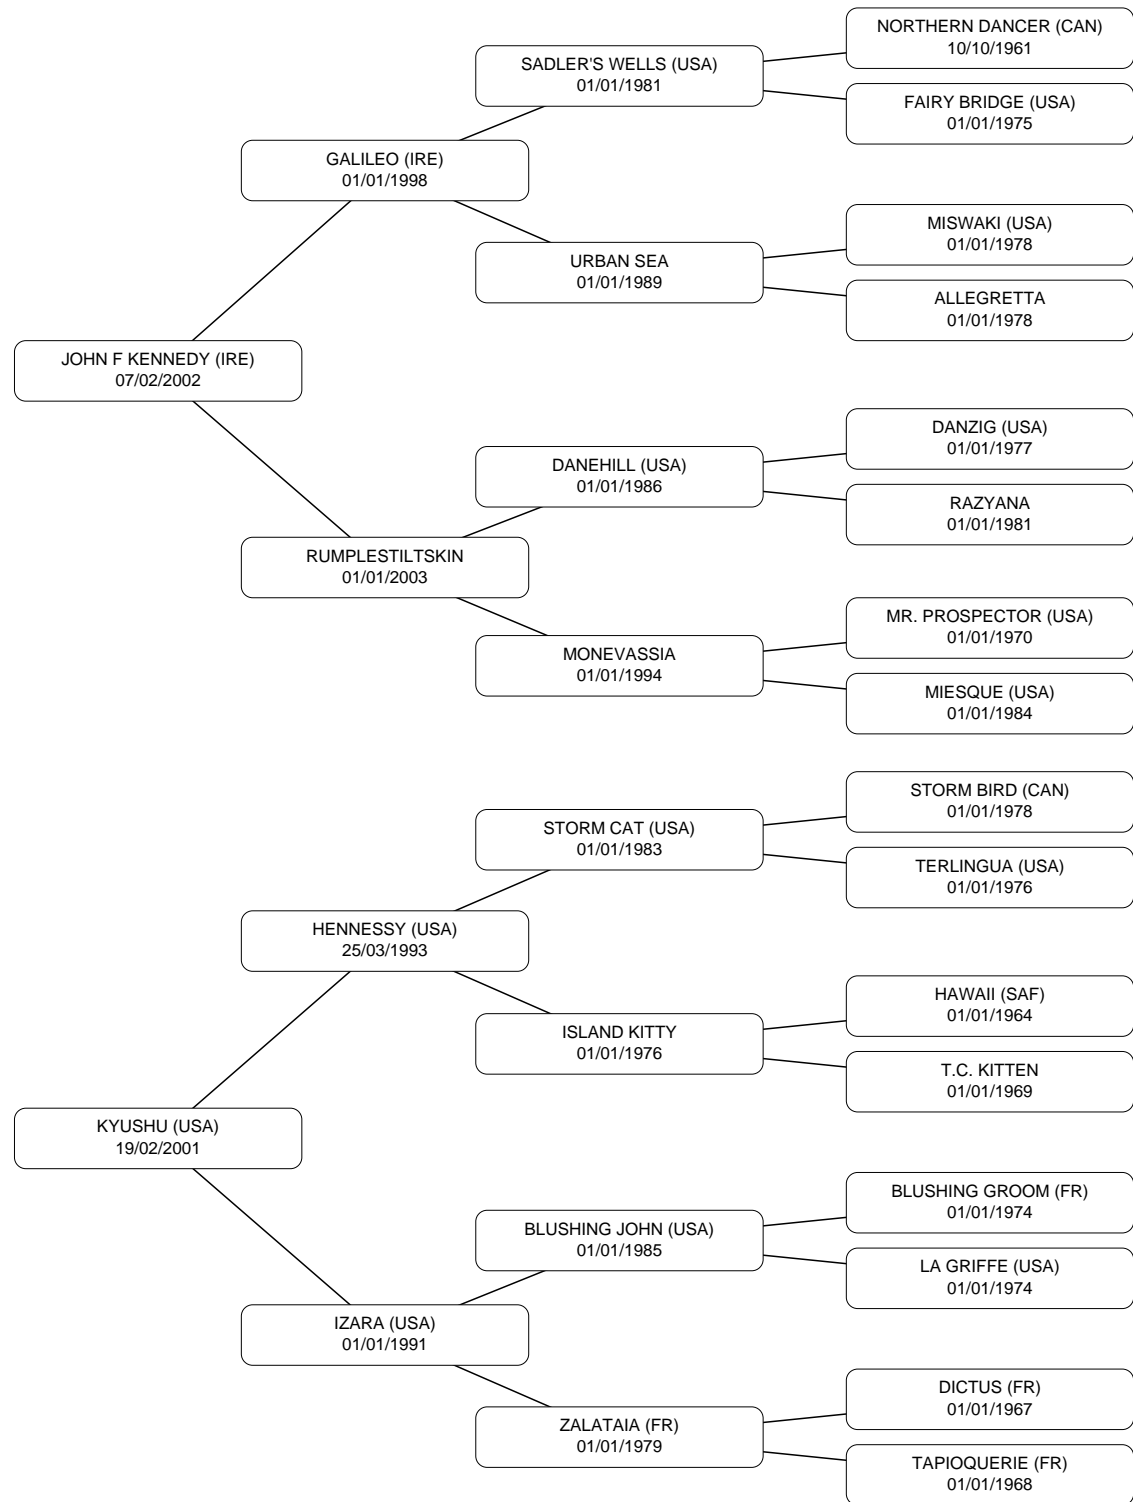 NORTHERN DANCER (CAN)
10/10/1961
SADLER'S WELLS (USA)
01/01/1981
FAIRY BRIDGE (USA)
01/01/1975
GALILEO (IRE)
01/01/1998
MISWAKI (USA)
01/01/1978
URBAN SEA
01/01/1989
ALLEGRETTA
01/01/1978
JOHN F KENNEDY (IRE)
07/02/2002
DANZIG (USA)
01/01/1977
DANEHILL (USA)
01/01/1986
RAZYANA
01/01/1981
RUMPLESTILTSKIN
01/01/2003
MR. PROSPECTOR (USA)
01/01/1970
MONEVASSIA
01/01/1994
MIESQUE (USA)
01/01/1984
STORM BIRD (CAN)
01/01/1978
STORM CAT (USA)
01/01/1983
TERLINGUA (USA)
01/01/1976
HENNESSY (USA)
25/03/1993
HAWAII (SAF)
01/01/1964
ISLAND KITTY
01/01/1976
T.C. KITTEN
01/01/1969
KYUSHU (USA)
19/02/2001
BLUSHING GROOM (FR)
01/01/1974
BLUSHING JOHN (USA)
01/01/1985
LA GRIFFE (USA)
01/01/1974
IZARA (USA)
01/01/1991
DICTUS (FR)
01/01/1967
ZALATAIA (FR)
01/01/1979
TAPIOQUERIE (FR)
01/01/1968